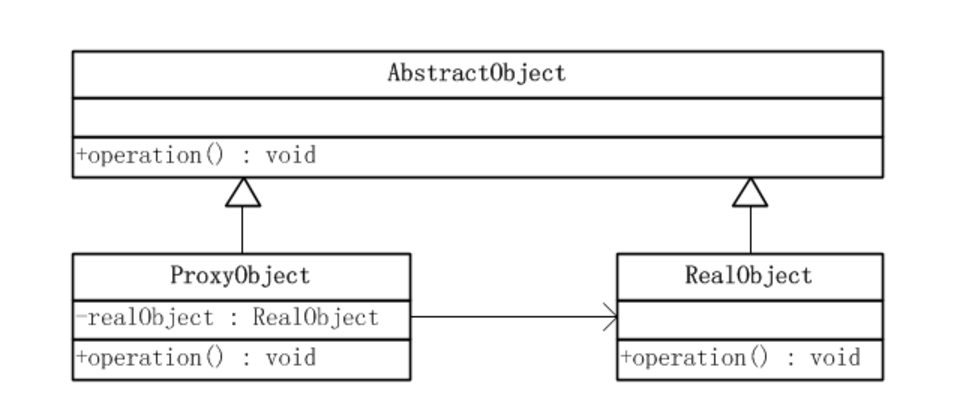 AbstractObject
+operation() : void
ProxyObject
-realObject : RealObject
+operation() : void
RealObject
+operation() : void